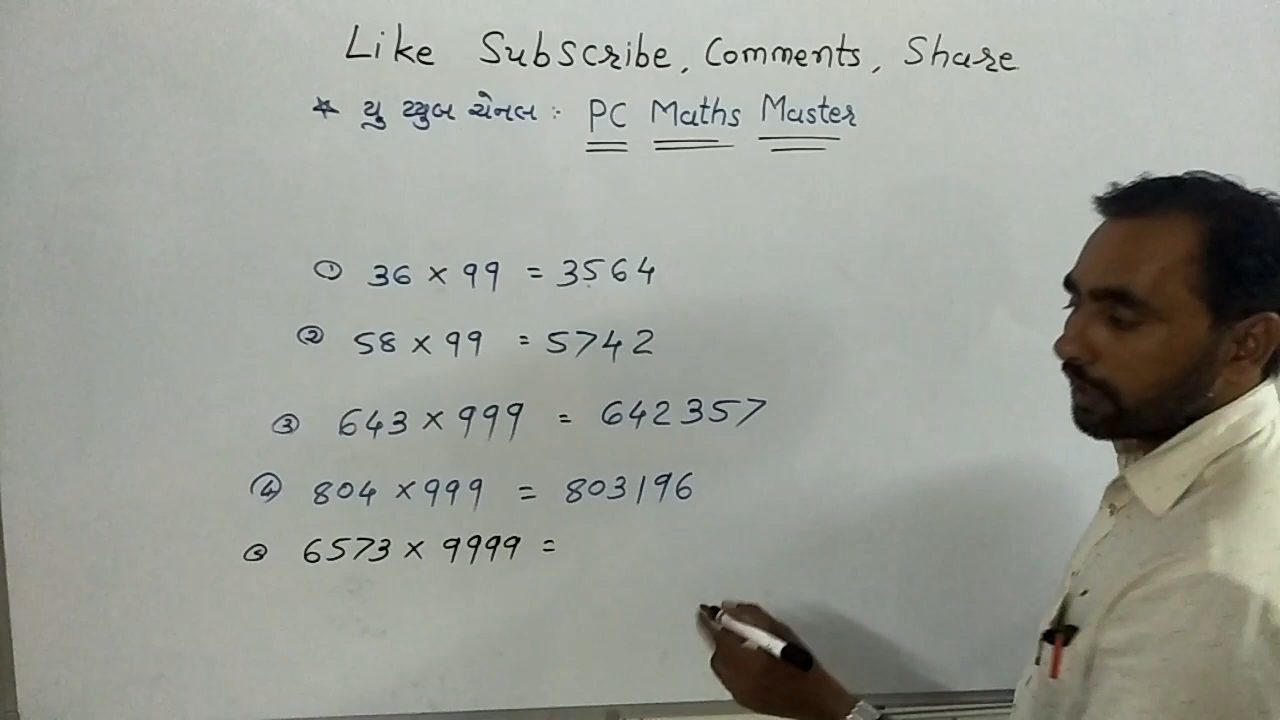 Like Subscribe, Comments, Share
* યુ ટ્યુબ ચેનલ : PC Maths Master
① 36 × 99 = 3564
② 58 × 99 = 5742
③ 643 × 999 = 642357
④ 804 × 999 = 803196
⑤ 6573 × 9999 =